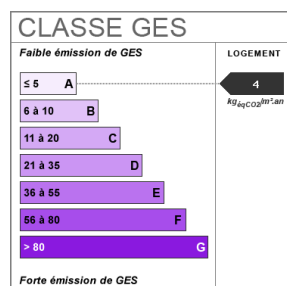 CLASSE GES
Faible émission de GES
LOGEMENT
≤ 5 A
4
kgéqCO2/m².an
6 à 10 B
11 à 20 C
21 à 35 D
36 à 55 E
56 à 80 F
> 80 G
Forte émission de GES